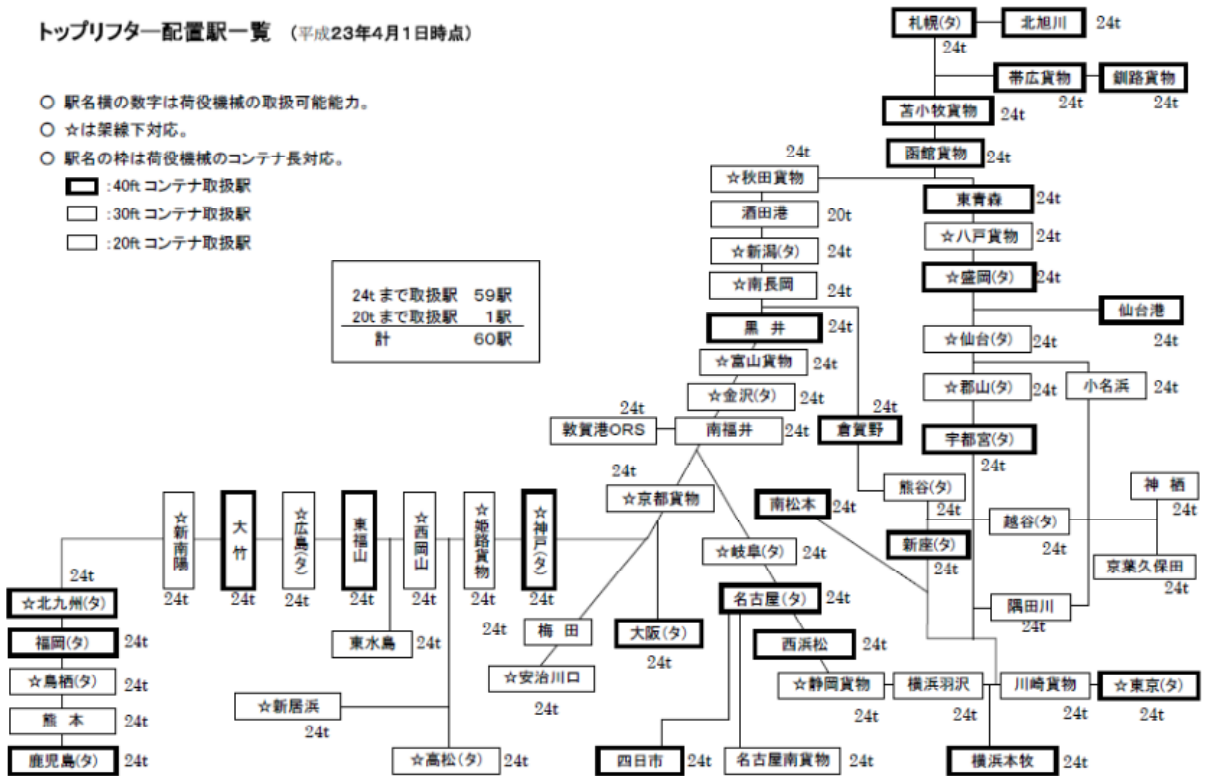 トップリフター配置駅一覧 (平成23年4月1日時点)
○ 駅名横の数字は荷役機械の取扱可能能力。
○ ☆は架線下対応。
○ 駅名の枠は荷役機械のコンテナ長対応。
:40ftコンテナ取扱駅
:30ftコンテナ取扱駅
:20ftコンテナ取扱駅
24tまで取扱駅 59駅
20tまで取扱駅 1駅
計 60駅
札幌(タ) 24t
北旭川 24t
帯広貨物 24t
釧路貨物 24t
苫小牧貨物 24t
函館貨物 24t
☆秋田貨物 24t
酒田港 20t
☆新潟(タ) 24t
☆南長岡 24t
黒井 24t
☆富山貨物 24t
☆金沢(タ) 24t
敦賀港ORS 24t
南福井 24t
倉賀野 24t
東青森 24t
☆八戸貨物 24t
☆盛岡(タ) 24t
仙台港 24t
☆仙台(タ) 24t
☆郡山(タ) 24t
小名浜 24t
宇都宮(タ) 24t
熊谷(タ) 24t
神栖 24t
越谷(タ) 24t
京葉久保田 24t
新座(タ) 24t
隅田川 24t
南松本 24t
☆京都貨物 24t
☆岐阜(タ) 24t
名古屋(タ) 24t
西浜松 24t
☆静岡貨物 24t
横浜羽沢 24t
川崎貨物 24t
☆東京(タ) 24t
横浜本牧 24t
名古屋南貨物 24t
四日市 24t
大阪(タ) 24t
梅田
☆安治川口 24t
☆神戸(タ) 24t
☆姫路貨物 24t
☆西岡山 24t
東福山 24t
☆広島(タ) 24t
大竹 24t
☆新南陽 24t
東水島 24t
☆新居浜 24t
☆高松(タ) 24t
☆北九州(タ) 24t
福岡(タ) 24t
☆鳥栖(タ) 24t
熊本 24t
鹿児島(タ) 24t